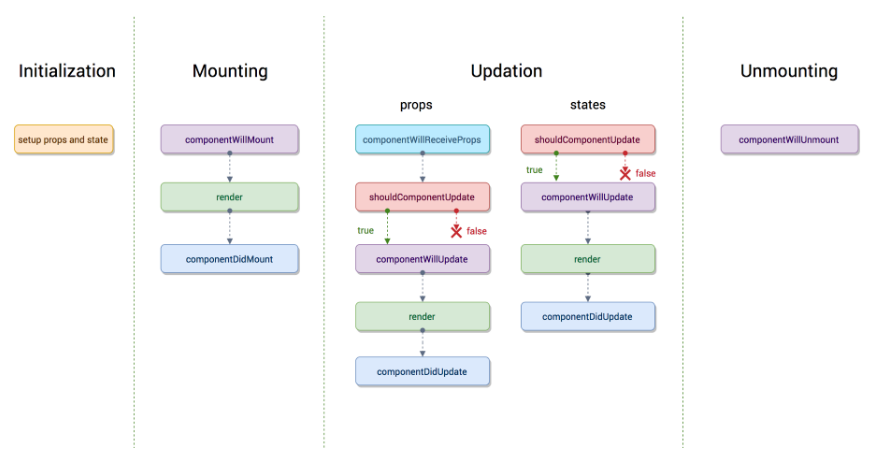 Initialization
setup props and state
Mounting
componentWillMount
render
componentDidMount
Updation
props
componentWillReceiveProps
shouldComponentUpdate
true
false
componentWillUpdate
render
componentDidUpdate
states
shouldComponentUpdate
true
false
componentWillUpdate
render
componentDidUpdate
Unmounting
componentWillUnmount